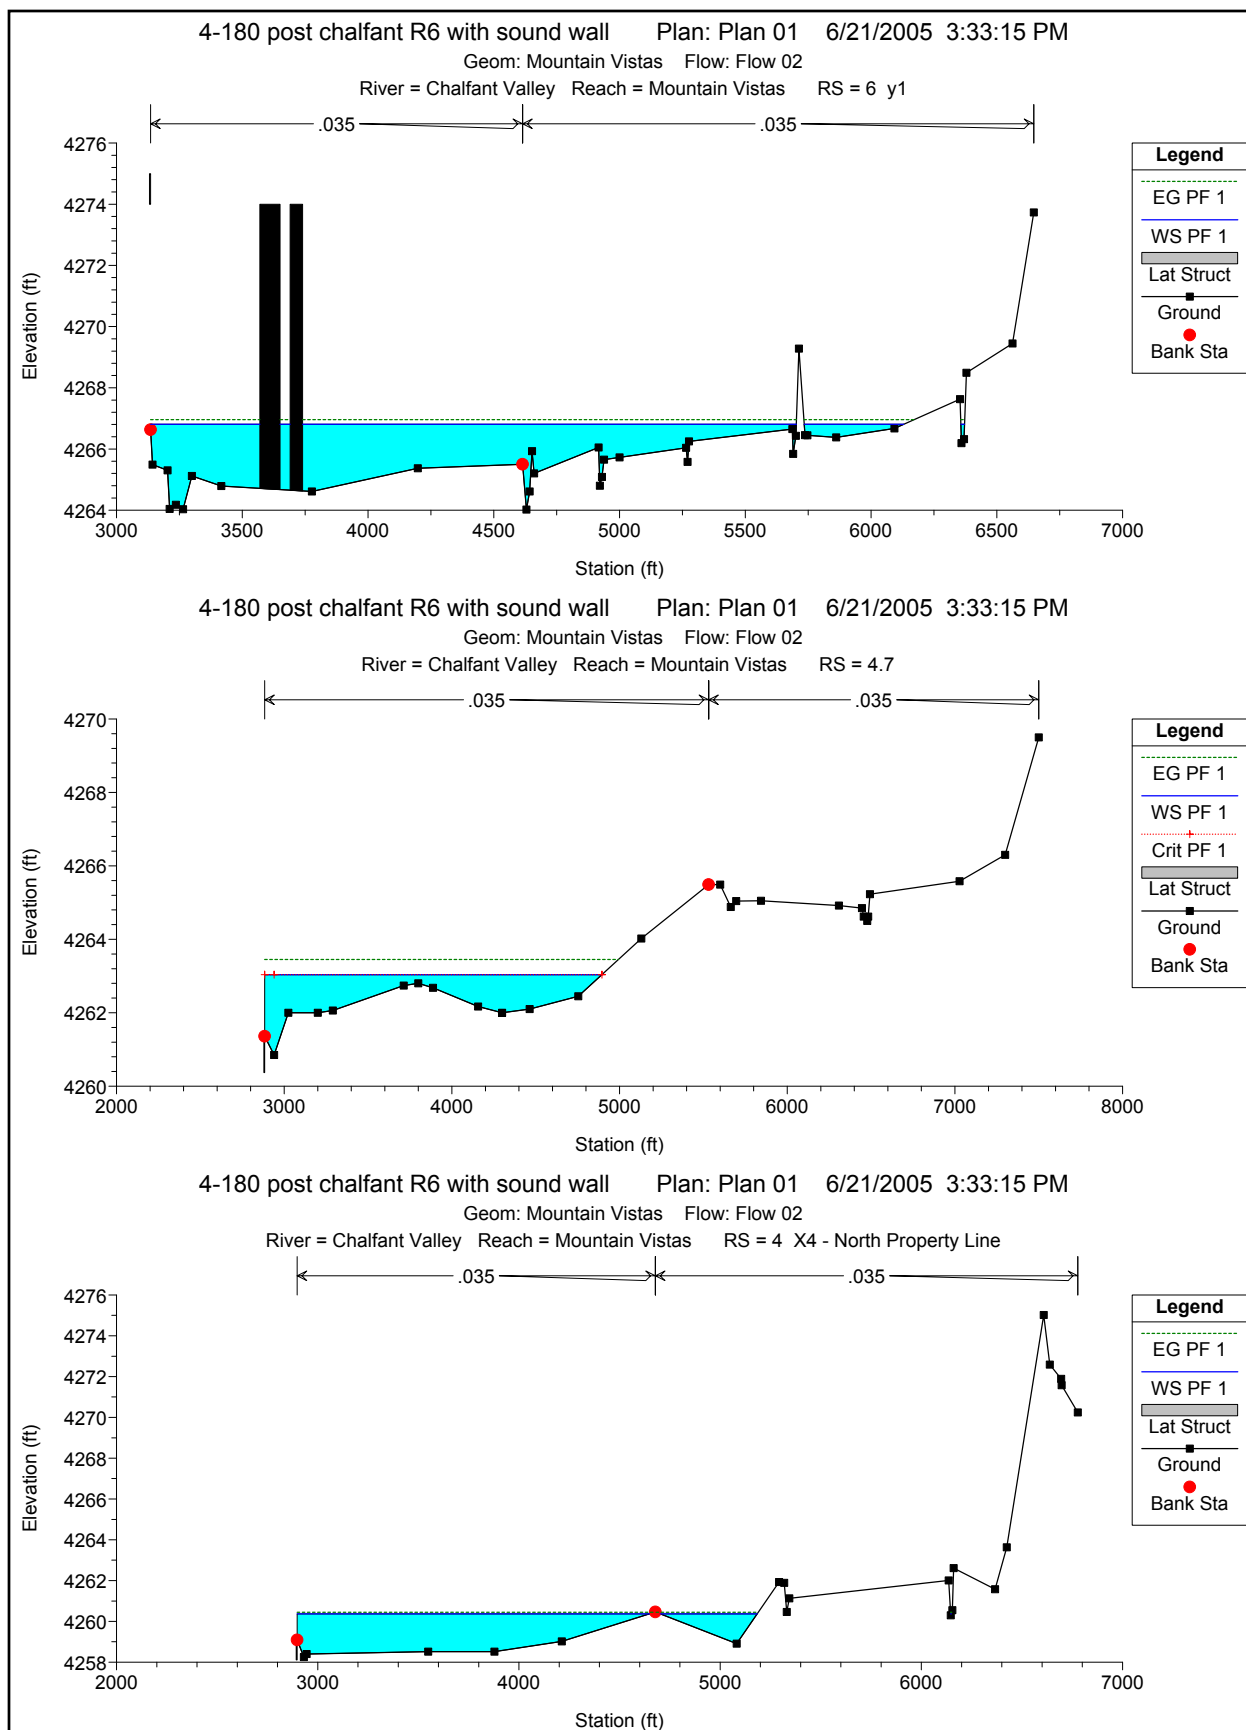 4-180 post chalfant R6 with sound wall Plan: Plan 01 6/21/2005 3:33:15 PM
Geom: Mountain Vistas Flow: Flow 02
River = Chalfant Valley Reach = Mountain Vistas RS = 6 y1
.035 .035
4276
4274
4272
4270
4268
4266
4264
Elevation (ft)
3000 3500 4000 4500 5000 5500 6000 6500 7000
Station (ft)
Legend
EG PF 1
WS PF 1
Lat Struct
Ground
Bank Sta
4-180 post chalfant R6 with sound wall Plan: Plan 01 6/21/2005 3:33:15 PM
Geom: Mountain Vistas Flow: Flow 02
River = Chalfant Valley Reach = Mountain Vistas RS = 4.7
.035 .035
4270
4268
4266
4264
4262
4260
Elevation (ft)
2000 3000 4000 5000 6000 7000 8000
Station (ft)
Legend
EG PF 1
WS PF 1
Crit PF 1
Lat Struct
Ground
Bank Sta
4-180 post chalfant R6 with sound wall Plan: Plan 01 6/21/2005 3:33:15 PM
Geom: Mountain Vistas Flow: Flow 02
River = Chalfant Valley Reach = Mountain Vistas RS = 4 X4 - North Property Line
.035 .035
4276
4274
4272
4270
4268
4266
4264
4262
4260
4258
Elevation (ft)
2000 3000 4000 5000 6000 7000
Station (ft)
Legend
EG PF 1
WS PF 1
Lat Struct
Ground
Bank Sta